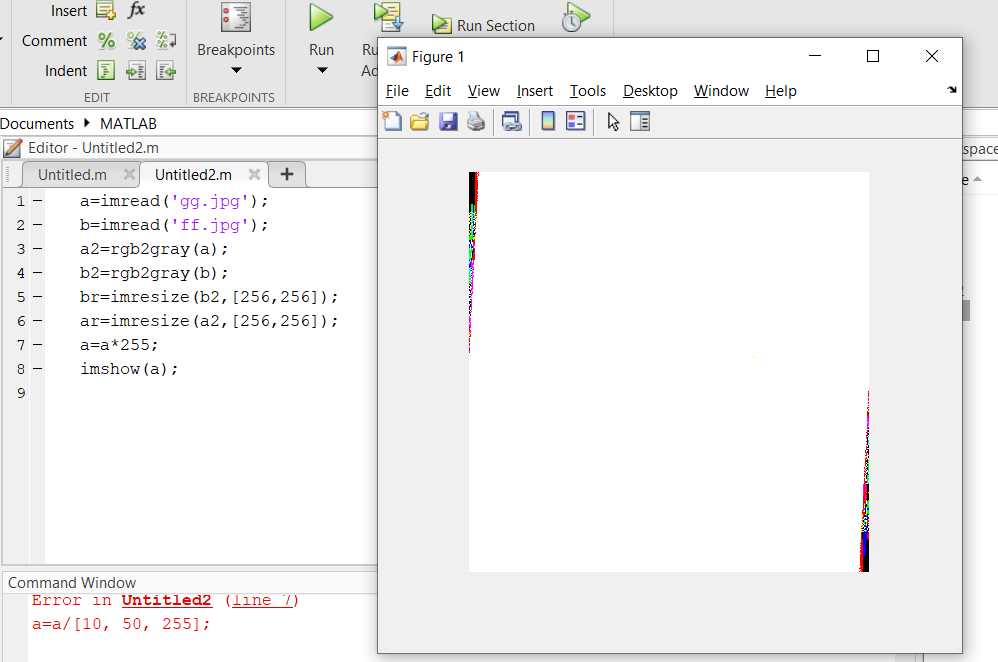 Insert fx
Comment
Indent
EDIT
Breakpoints
BREAKPOINTS
Run
Run Section
Documents MATLAB
Editor - Untitled2.m
Untitled.m Untitled2.m +
1 — a=imread('gg.jpg');
2 — b=imread('ff.jpg');
3 — a2=rgb2gray(a);
4 — b2=rgb2gray(b);
5 — br=imresize(b2,[256,256]);
6 — ar=imresize(a2,[256,256]);
7 — a=a*255;
8 — imshow(a);
9
Command Window
Error in Untitled2 (line 7)
a=a/[10, 50, 255];
Figure 1
File Edit View Insert Tools Desktop Window Help